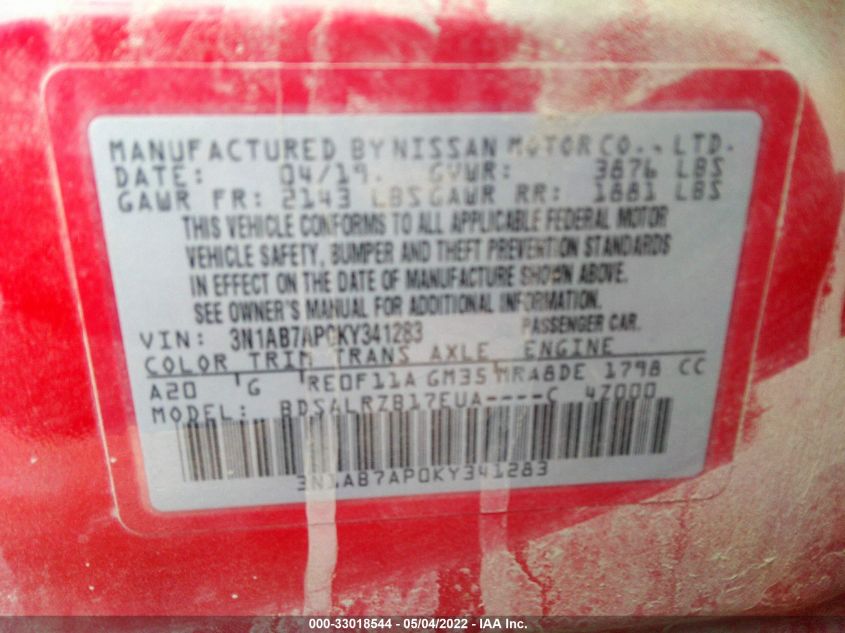 MANUFACTURED BY NISSAN MOTOR CO., LTD.
DATE: 04/19. GVWR: 3876 LBS
GAWR FR: 2143 LBS GAWR RR: 1881 LBS
THIS VEHICLE CONFORMS TO ALL APPLICABLE FEDERAL MOTOR
VEHICLE SAFETY, BUMPER AND THEFT PREVENTION STANDARDS
IN EFFECT ON THE DATE OF MANUFACTURE SHOWN ABOVE.
SEE OWNER'S MANUAL FOR ADDITIONAL INFORMATION.
VIN: 3N1AB7AP0KY341283 PASSENGER CAR.
COLOR TRIM TRANS AXLE ENGINE
A20 G RE0F11A GM35 MRA8DE 1798 CC
MODEL: BDSALRZB17EUA----C 4Z000
3N1AB7AP0KY341283
000-33018544 - 05/04/2022 - IAA Inc.